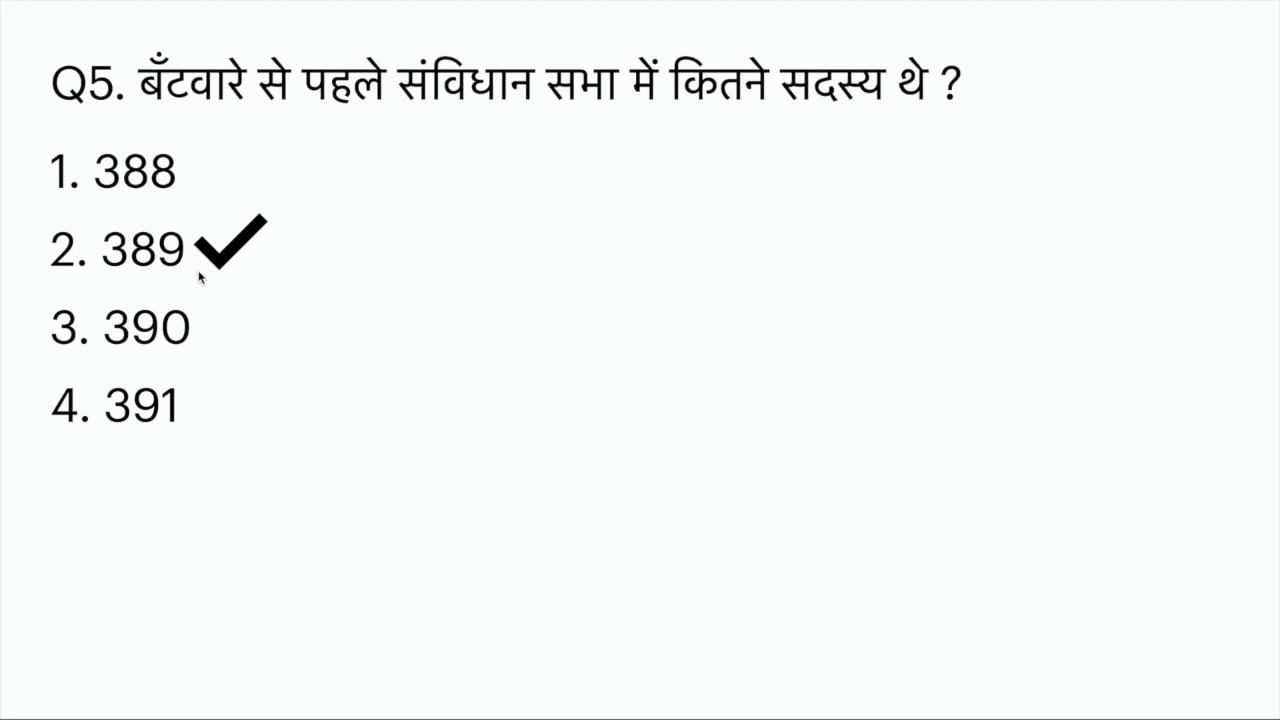 Q5. बँटवारे से पहले संविधान सभा में कितने सदस्य थे ?
1. 388
2. 389
3. 390
4. 391